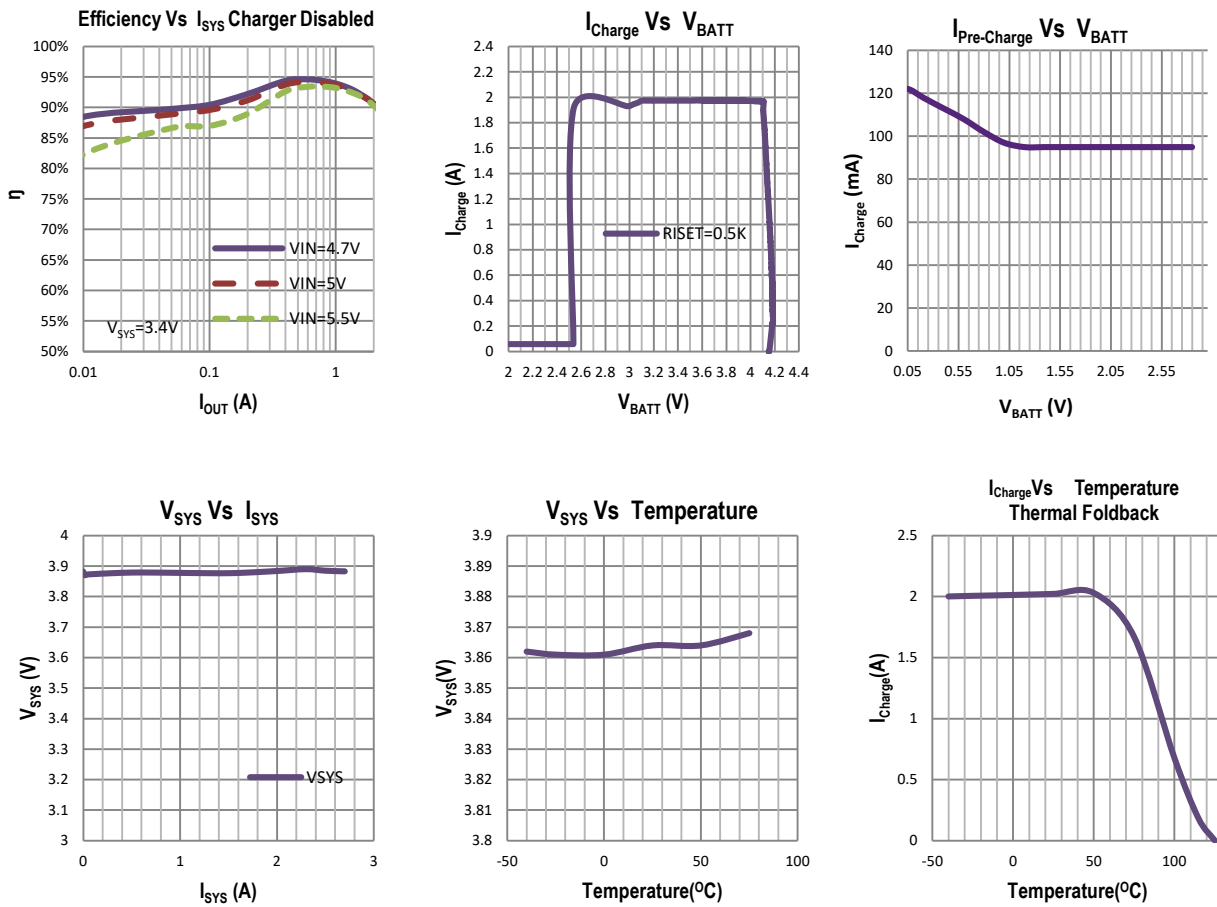 Efficiency Vs ISYS Charger Disabled
100%
95%
90%
85%
80%
75%
70%
65%
60%
55%
50%
η
VIN=4.7V
VIN=5V
VIN=5.5V
VSYS=3.4V
0.01 0.1 1
IOUT (A)
ICharge Vs VBATT
2.4
2.2
2
1.8
1.6
1.4
1.2
1
0.8
0.6
0.4
0.2
0
ICharge (A)
RISET=0.5K
2 2.2 2.4 2.6 2.8 3 3.2 3.4 3.6 3.8 4 4.2 4.4
VBATT (V)
IPre-Charge Vs VBATT
140
120
100
80
60
40
20
0
ICharge (mA)
0.05 0.55 1.05 1.55 2.05 2.55
VBATT (V)
VSYS Vs ISYS
4
3.9
3.8
3.7
3.6
3.5
3.4
3.3
3.2
3.1
3
VSYS (V)
VSYS
0 1 2 3
ISYS (A)
VSYS Vs Temperature
3.9
3.89
3.88
3.87
3.86
3.85
3.84
3.83
3.82
3.81
3.8
VSYS(V)
-50 0 50 100
Temperature(OC)
IChargeVs Temperature
Thermal Foldback
2.5
2
1.5
1
0.5
0
ICharge(A)
-50 0 50 100
Temperature(OC)